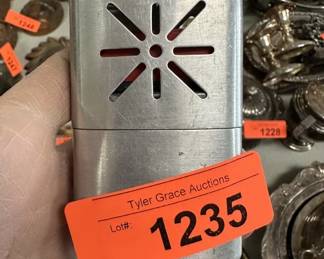 Tyler Grace Auctions
Lot#: 1235
1228